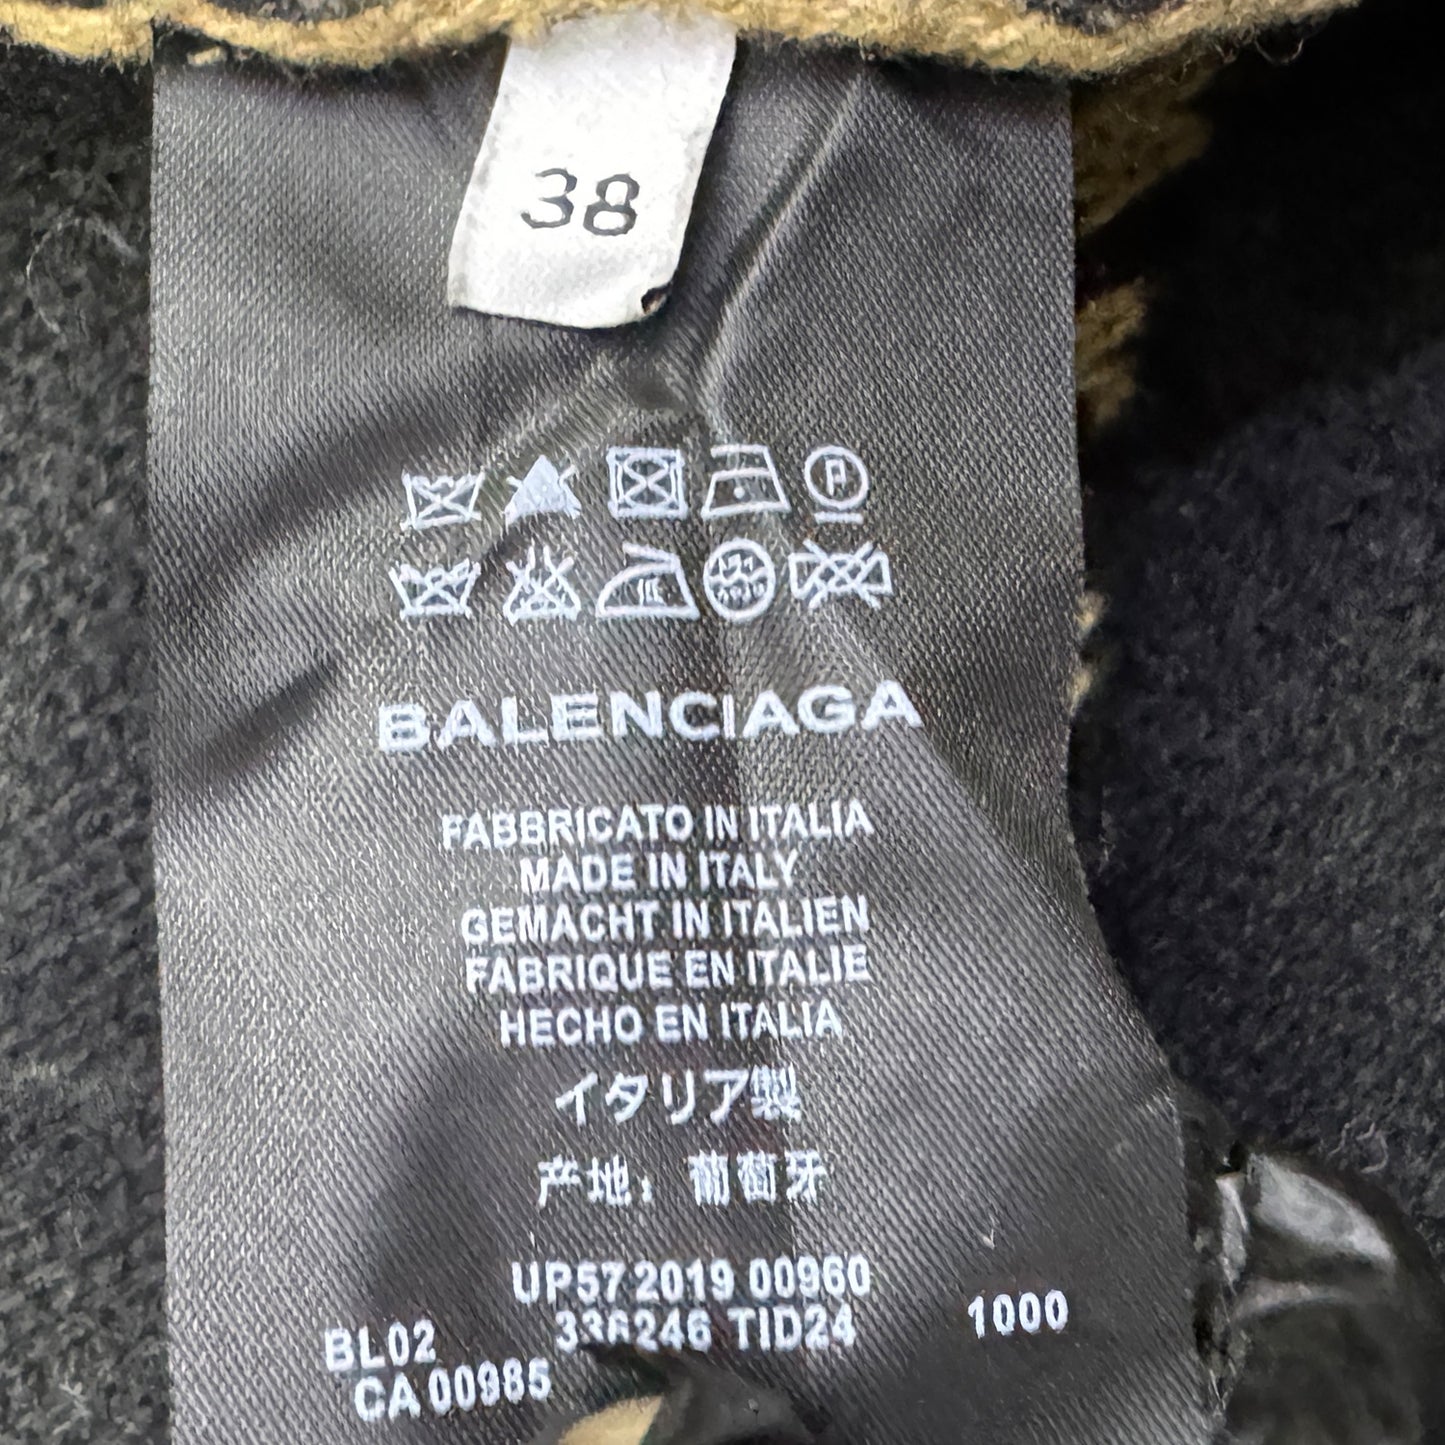 38
BALENCIAGA
FABBRICATO IN ITALIA
MADE IN ITALY
GEMACHT IN ITALIEN
FABRIQUE EN ITALIE
HECHO EN ITALIA
イタリア製
产地：葡萄牙
UP57 2019 00960
336246 TID24
1000
BL02
CA 00985